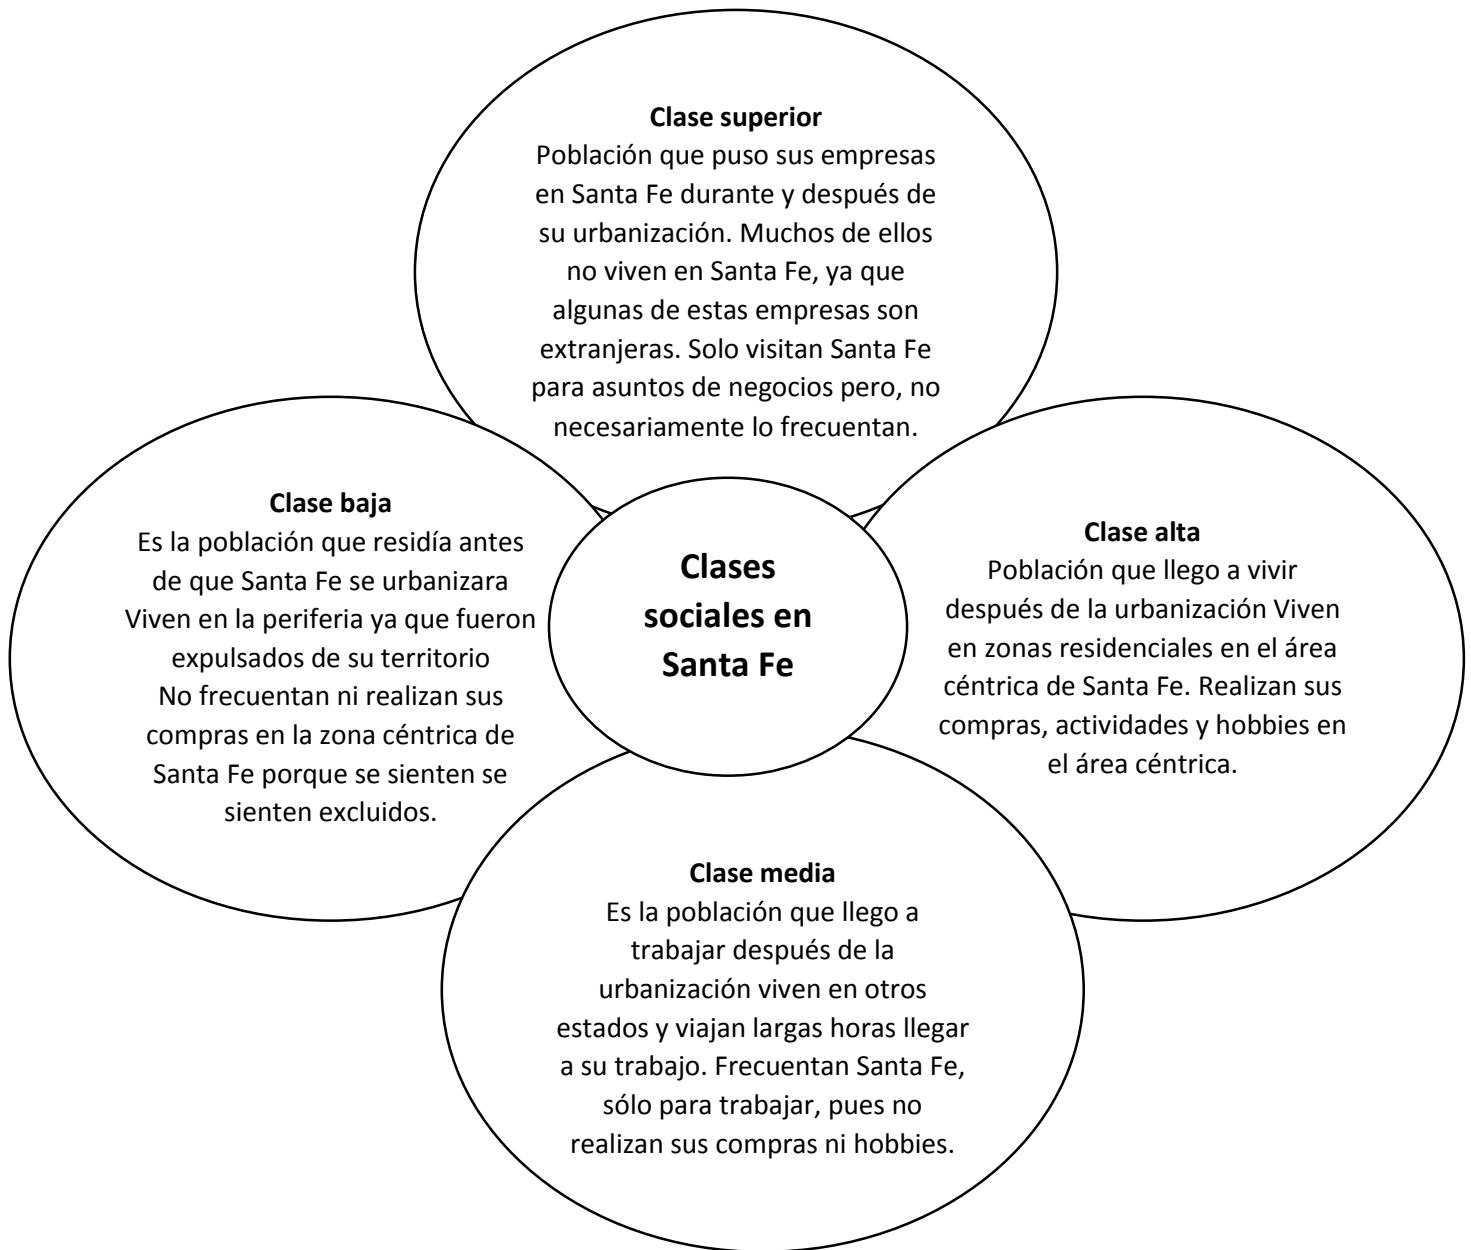 Clase superior
Población que puso sus empresas
en Santa Fe durante y después de
su urbanización. Muchos de ellos
no viven en Santa Fe, ya que
algunas de estas empresas son
extranjeras. Solo visitan Santa Fe
para asuntos de negocios pero, no
necesariamente lo frecuentan.
Clase baja
Es la población que residía antes
de que Santa Fe se urbanizara
Viven en la periferia ya que fueron
expulsados de su territorio
No frecuentan ni realizan sus
compras en la zona céntrica de
Santa Fe porque se sienten se
sienten excluidos.
Clases
sociales en
Santa Fe
Clase alta
Población que llego a vivir
después de la urbanización Viven
en zonas residenciales en el área
céntrica de Santa Fe. Realizan sus
compras, actividades y hobbies en
el área céntrica.
Clase media
Es la población que llego a
trabajar después de la
urbanización viven en otros
estados y viajan largas horas llegar
a su trabajo. Frecuentan Santa Fe,
sólo para trabajar, pues no
realizan sus compras ni hobbies.